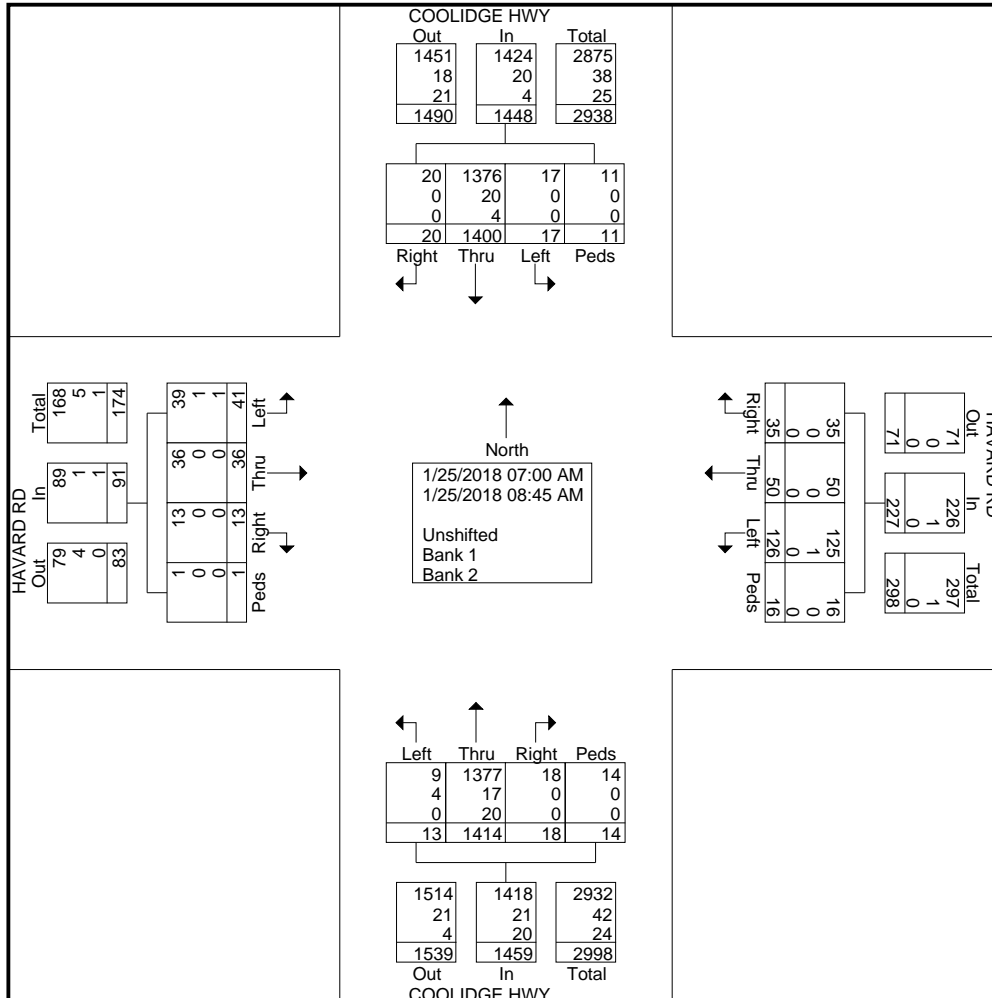 COOLIDGE HWY
Out In Total
1451 1424 2875
18 20 38
21 4 25
1490 1448 2938
20 1376 17 11
0 20 0 0
0 4 0 0
20 1400 17 11
Right Thru Left Peds
HAVARD RD
Total In Out
168 89 79
5 1 4
1 1 0
174 91 83
39 36 13 1
1 0 0 0
1 0 0 0
41 36 13 1
Left Thru Right Peds
North
1/25/2018 07:00 AM
1/25/2018 08:45 AM
Unshifted
Bank 1
Bank 2
Right Thru Left Peds
35 50 126 16
0 0 0 0
0 0 1 0
35 50 125 16
71 227 298
0 0 0
0 1 1
71 226 297
Out In Total
HAVARD RD
Left Thru Right Peds
9 1377 18 14
4 17 0 0
0 20 0 0
13 1414 18 14
1514 1418 2932
21 21 42
4 20 24
1539 1459 2998
Out In Total
COOLIDGE HWY